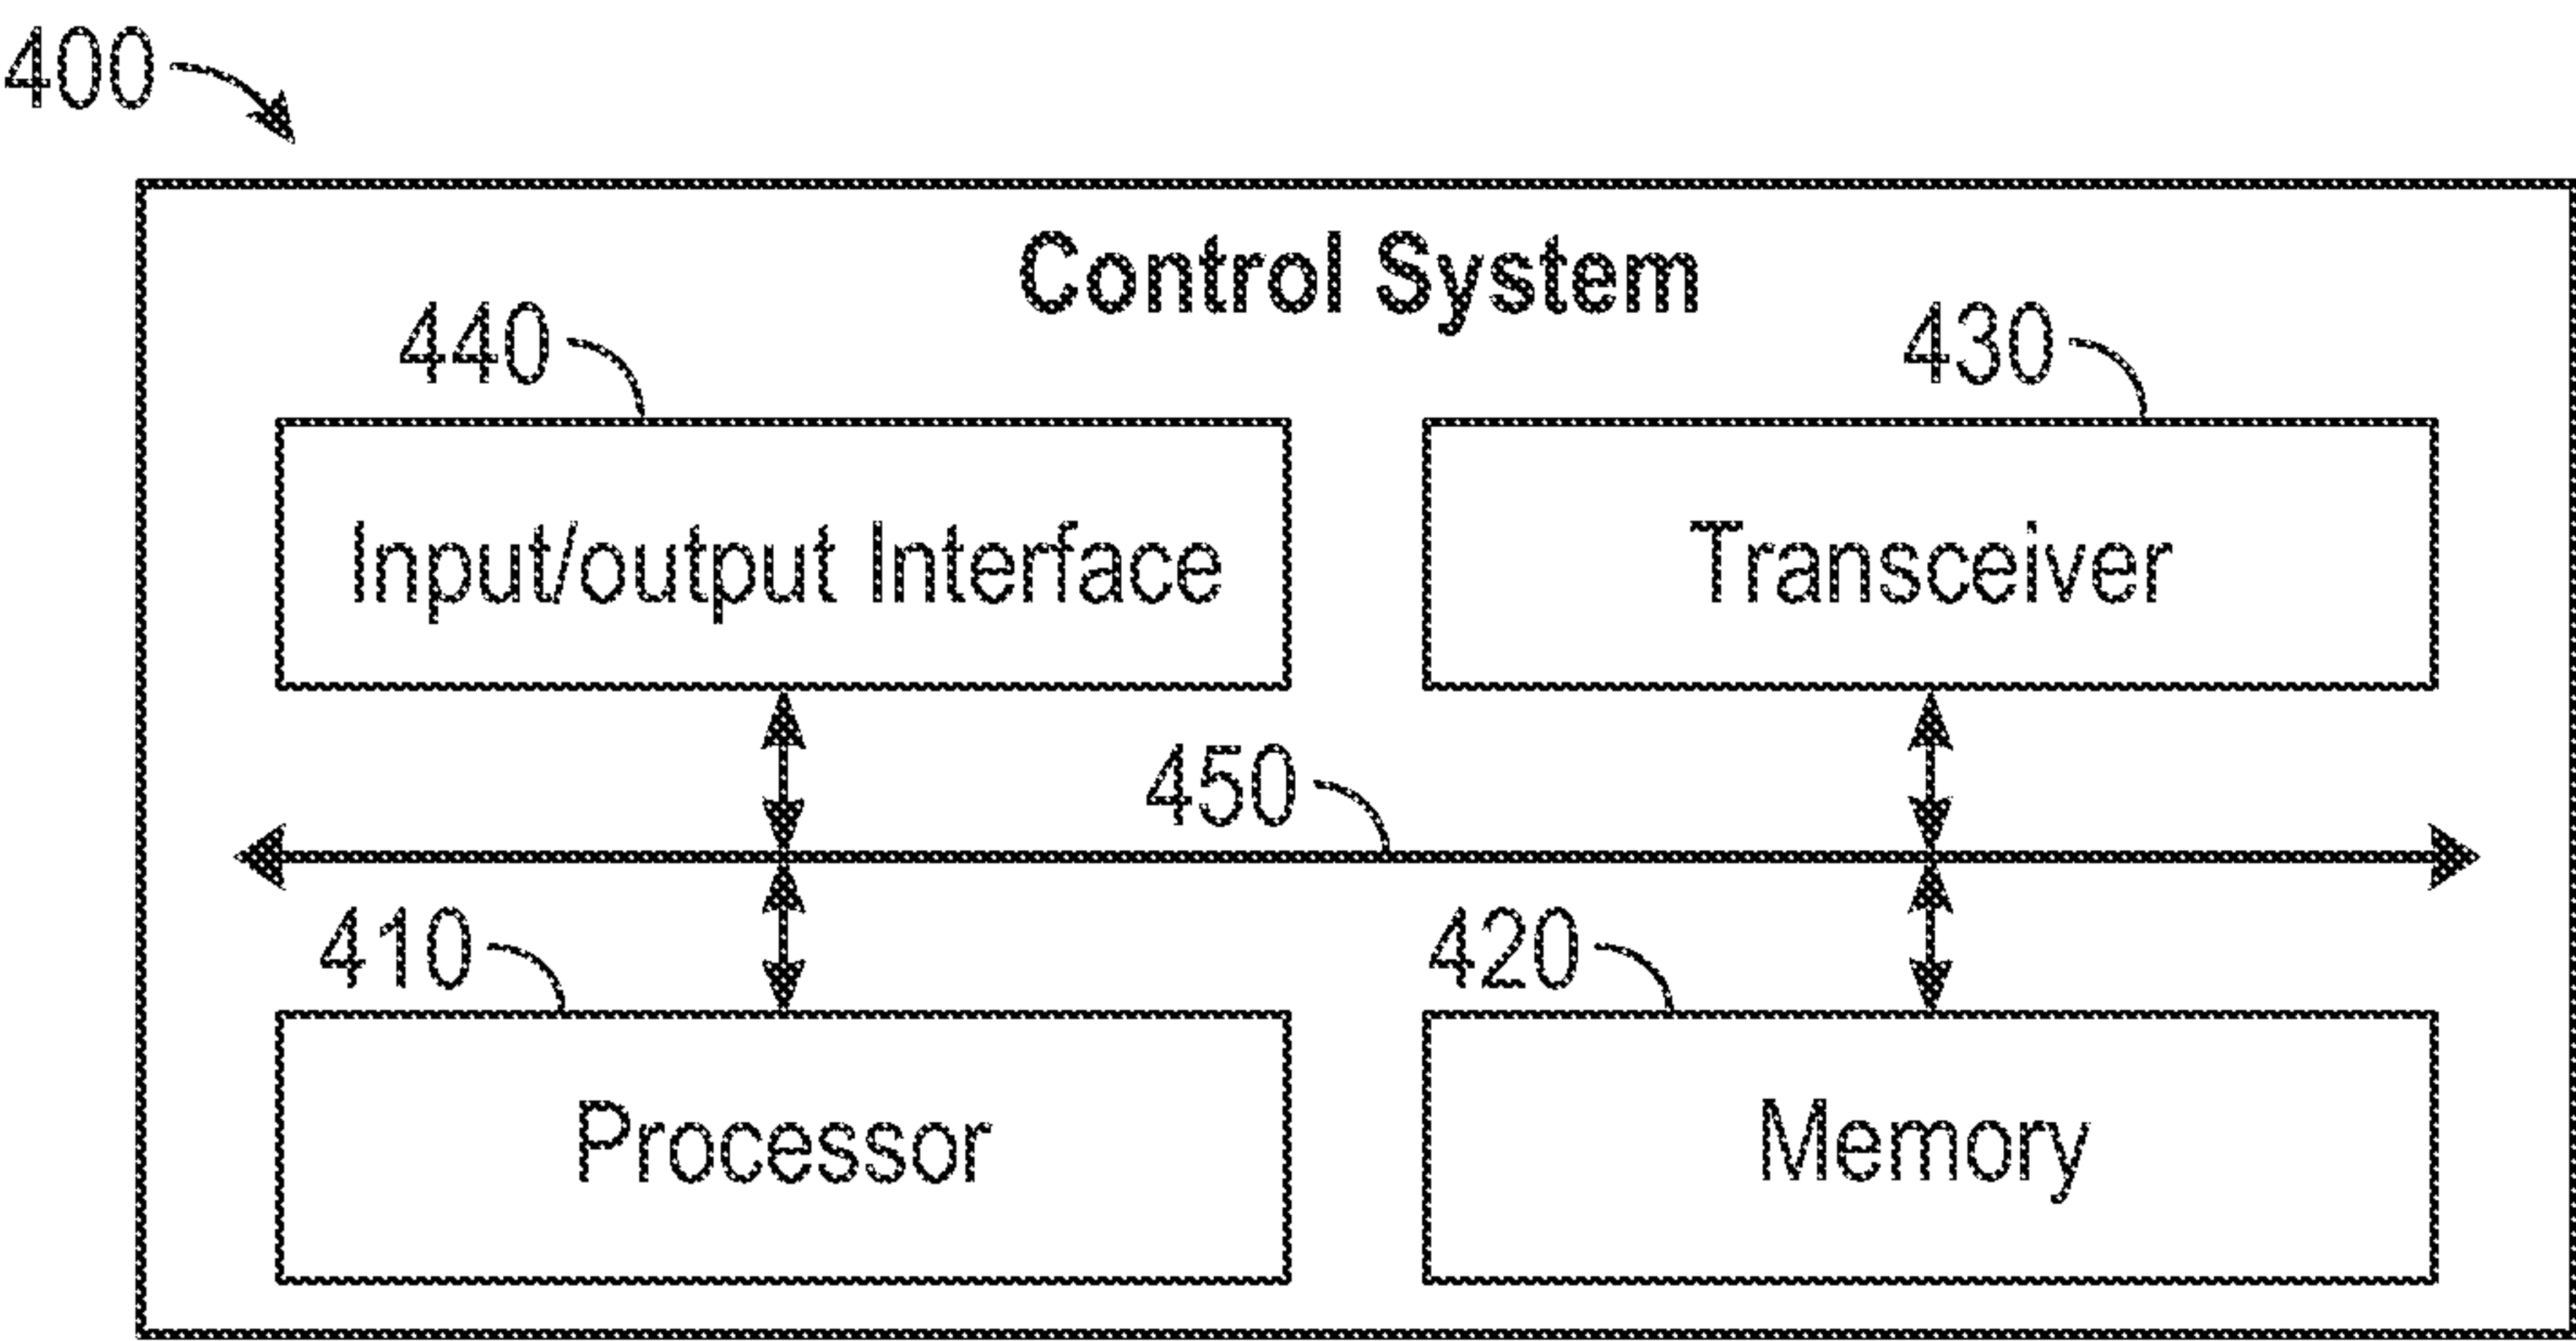 400
Control System
440
430
Input/output Interface
Transceiver
450
410
420
Processor
Memory